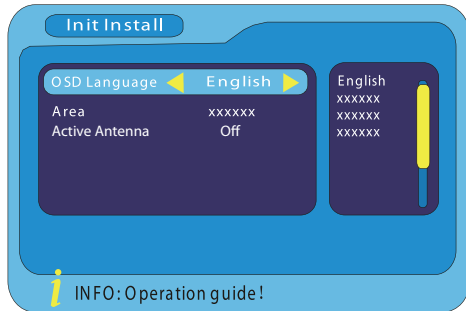 Init Install
OSD Language English
Area xxxxxx
Active Antenna Off
English
xxxxxx
xxxxxx
xxxxxx
i INFO: Operation guide!